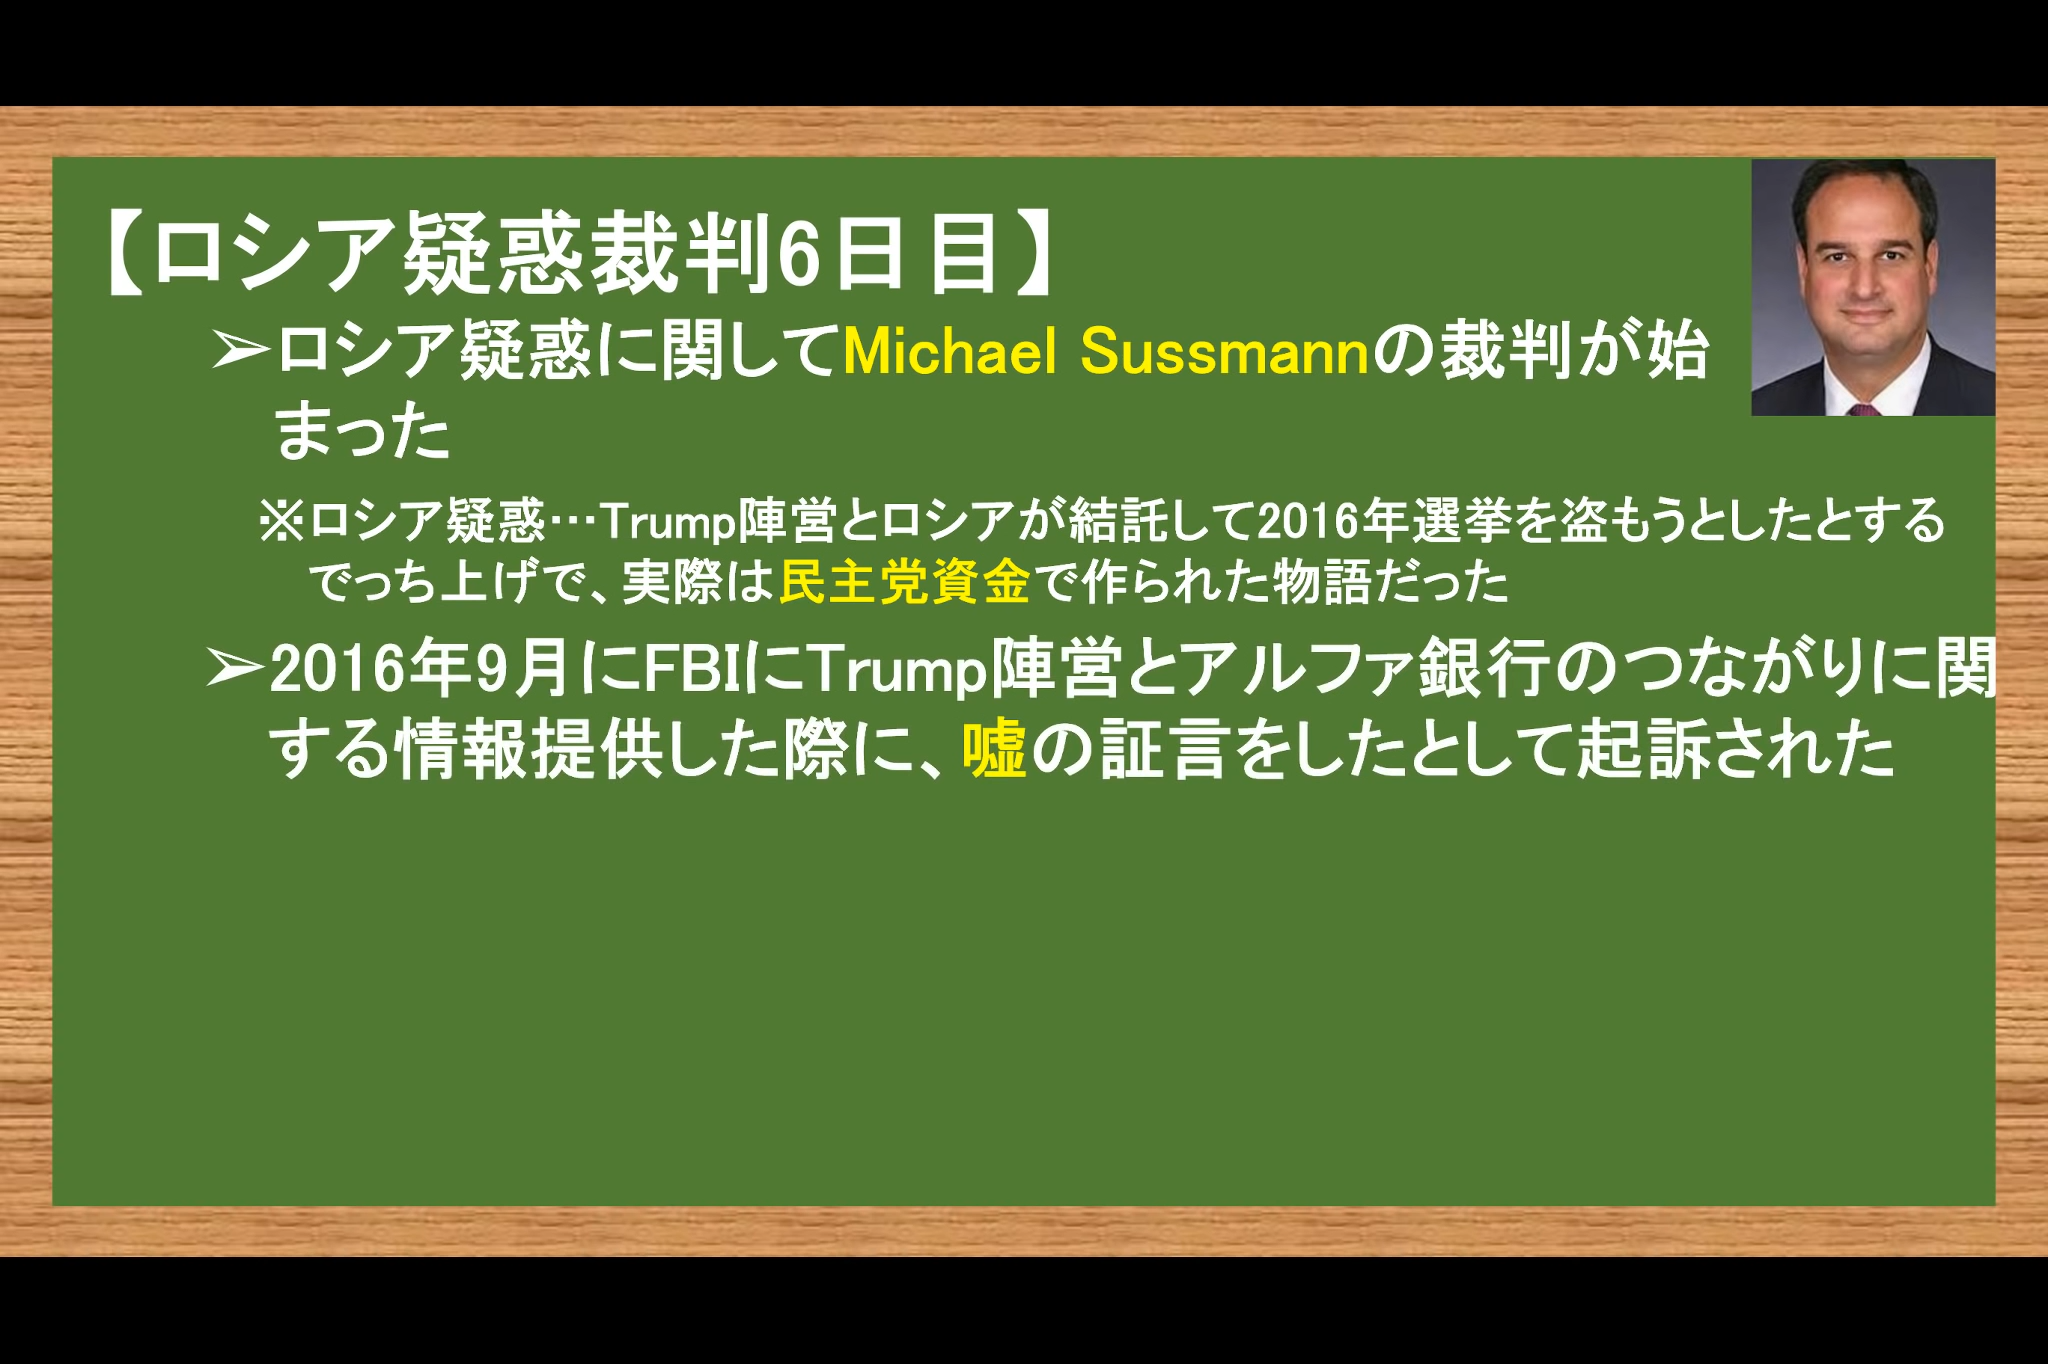 【ロシア疑惑裁判6日目】
➢ロシア疑惑に関してMichael Sussmannの裁判が始
まった
※ロシア疑惑…Trump陣営とロシアが結託して2016年選挙を盗もうとしたとする
でっち上げで、実際は民主党資金で作られた物語だった
➢2016年9月にFBIにTrump陣営とアルファ銀行のつながりに関
する情報提供した際に、嘘の証言をしたとして起訴された